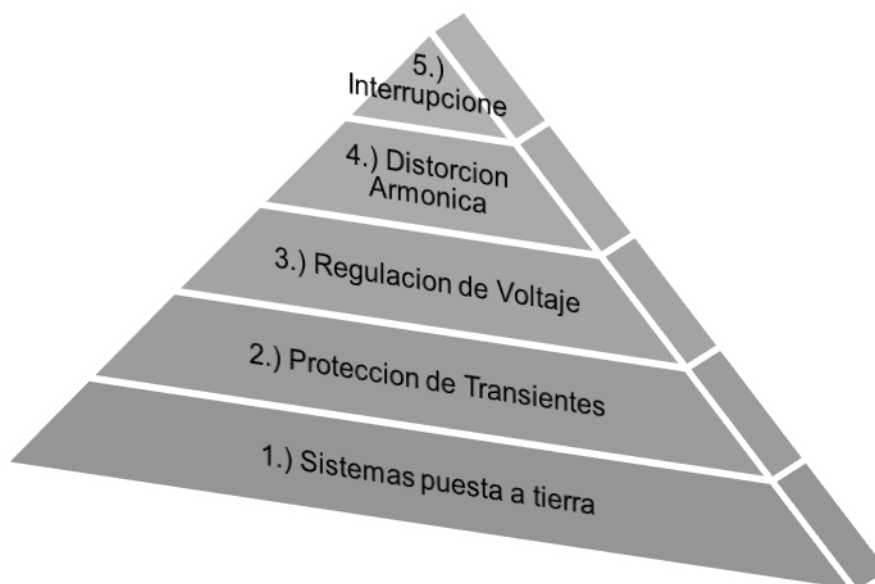 5.)
Interrupcione
4.) Distorcion
Armonica
3.) Regulacion de Voltaje
2.) Proteccion de Transientes
1.) Sistemas puesta a tierra